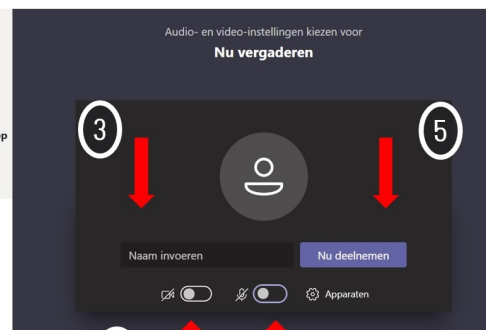 Audio- en video-instellingen kiezen voor
Nu vergaderen
3
5
Naam invoeren
Nu deelnemen
Apparaten